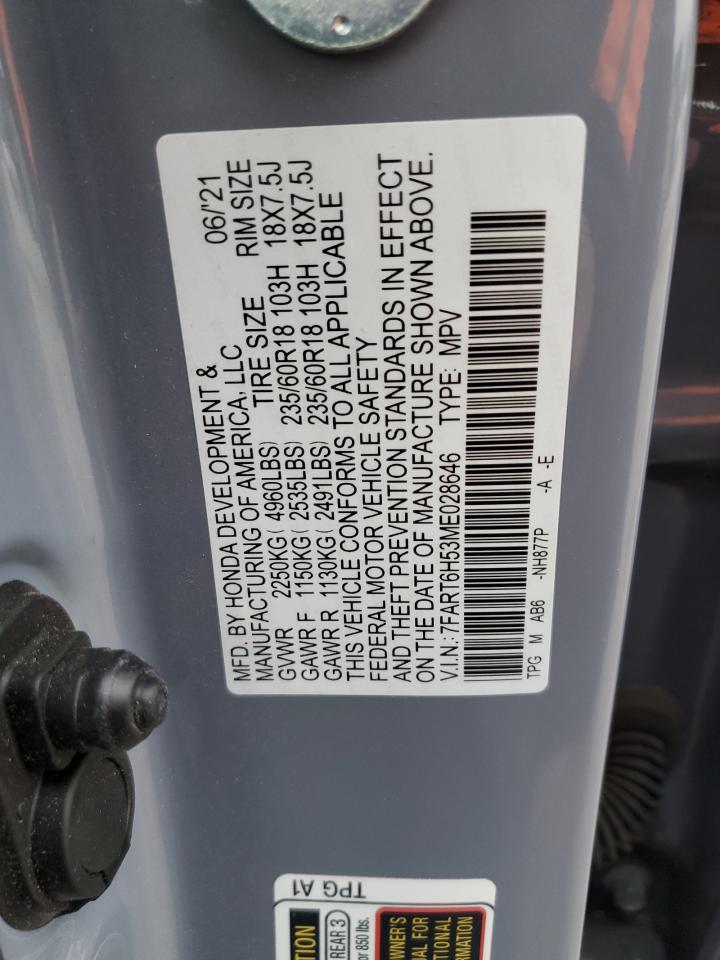 MFD. BY HONDA DEVELOPMENT & 06/'21
MANUFACTURING OF AMERICA, LLC
TIRE SIZE RIM SIZE
GVWR 2250KG( 4960LBS)
GAWR F 1150KG( 2535LBS) 235/60R18 103H 18X7.5J
GAWR R 1130KG( 2491LBS) 235/60R18 103H 18X7.5J
THIS VEHICLE CONFORMS TO ALL APPLICABLE
FEDERAL MOTOR VEHICLE SAFETY
AND THEFT PREVENTION STANDARDS IN EFFECT
ON THE DATE OF MANUFACTURE SHOWN ABOVE.
V.I.N.: 7FART6H53ME028646 TYPE: MPV
TPG M AB6 -NH877P -A -E
TPG A1
REAR 3
or 850 lbs.